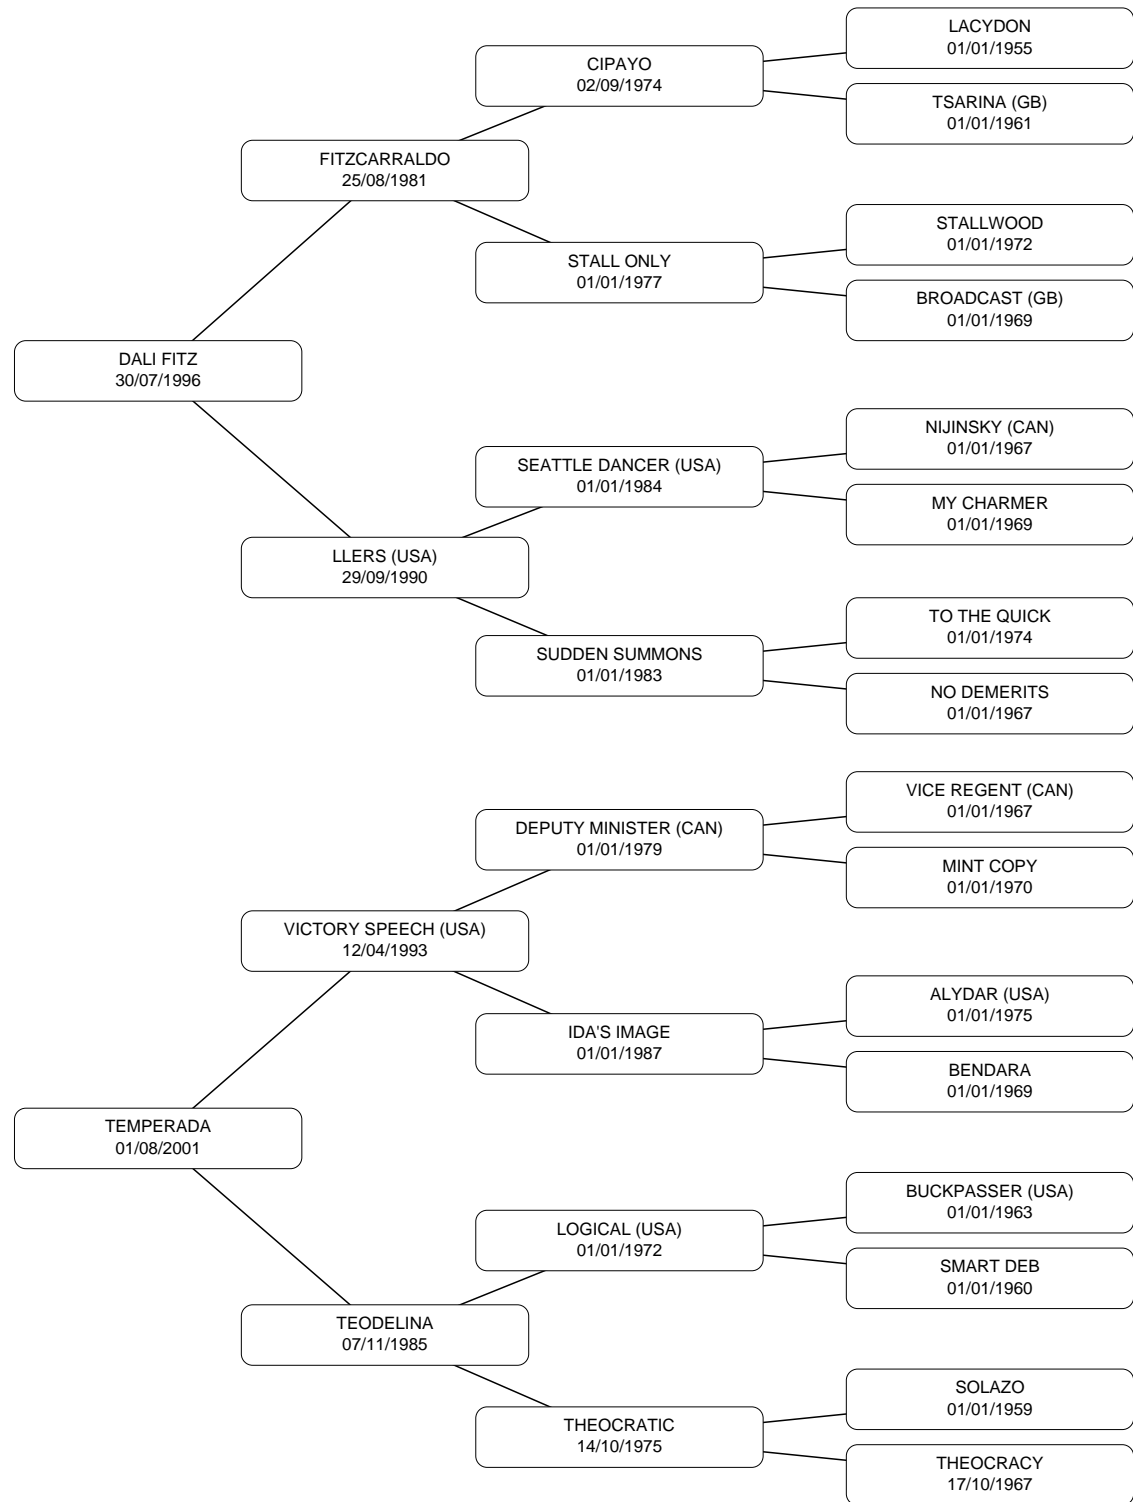 LACYDON
01/01/1955
CIPAYO
02/09/1974
TSARINA (GB)
01/01/1961
FITZCARRALDO
25/08/1981
STALLWOOD
01/01/1972
STALL ONLY
01/01/1977
BROADCAST (GB)
01/01/1969
DALI FITZ
30/07/1996
NIJINSKY (CAN)
01/01/1967
SEATTLE DANCER (USA)
01/01/1984
MY CHARMER
01/01/1969
LLERS (USA)
29/09/1990
TO THE QUICK
01/01/1974
SUDDEN SUMMONS
01/01/1983
NO DEMERITS
01/01/1967
VICE REGENT (CAN)
01/01/1967
DEPUTY MINISTER (CAN)
01/01/1979
MINT COPY
01/01/1970
VICTORY SPEECH (USA)
12/04/1993
ALYDAR (USA)
01/01/1975
IDA'S IMAGE
01/01/1987
BENDARA
01/01/1969
TEMPERADA
01/08/2001
BUCKPASSER (USA)
01/01/1963
LOGICAL (USA)
01/01/1972
SMART DEB
01/01/1960
TEODELINA
07/11/1985
SOLAZO
01/01/1959
THEOCRATIC
14/10/1975
THEOCRACY
17/10/1967